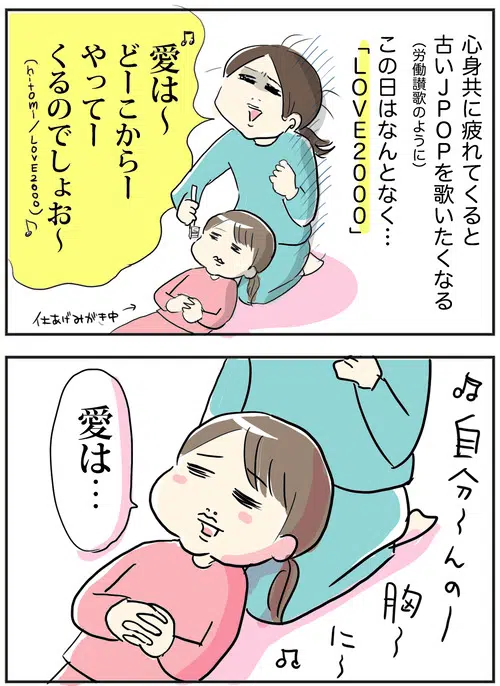 心身共に疲れてくると
古いJPOPを歌いたくなる
(労働讃歌のように)
この日はなんとなく…
「LOVE2000」
愛は〜
どーこからー
やってー
くるのでしょお〜
(hitomi/LOVE2000)♫
仕あげみがき中→
♫自分〜んのー
胸〜
に〜♫
愛は…